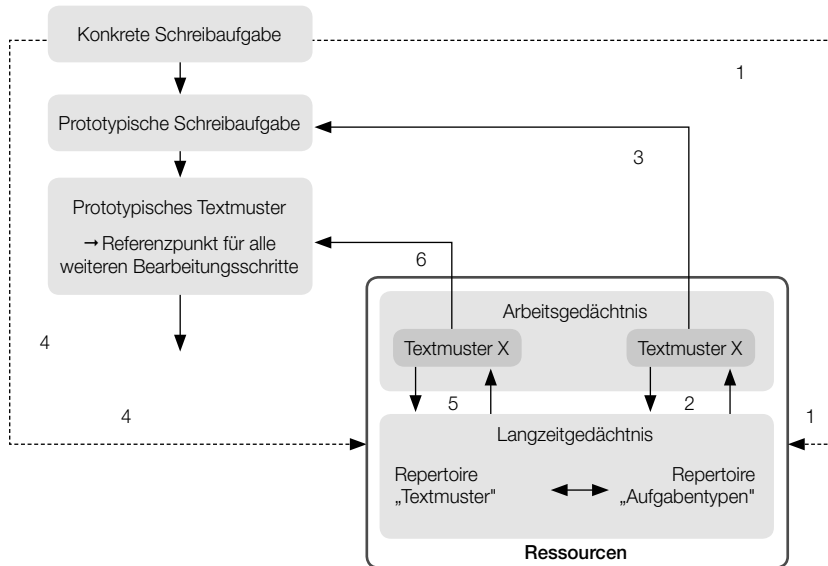 Konkrete Schreibaufgabe
1
Prototypische Schreibaufgabe
3
Prototypisches Textmuster
→ Referenzpunkt für alle
weiteren Bearbeitungsschritte
6
Arbeitsgedächtnis
4
Textmuster X
Textmuster X
5
2
4
1
Langzeitgedächtnis
Repertoire
„Textmuster"
Repertoire
„Aufgabentypen"
Ressourcen